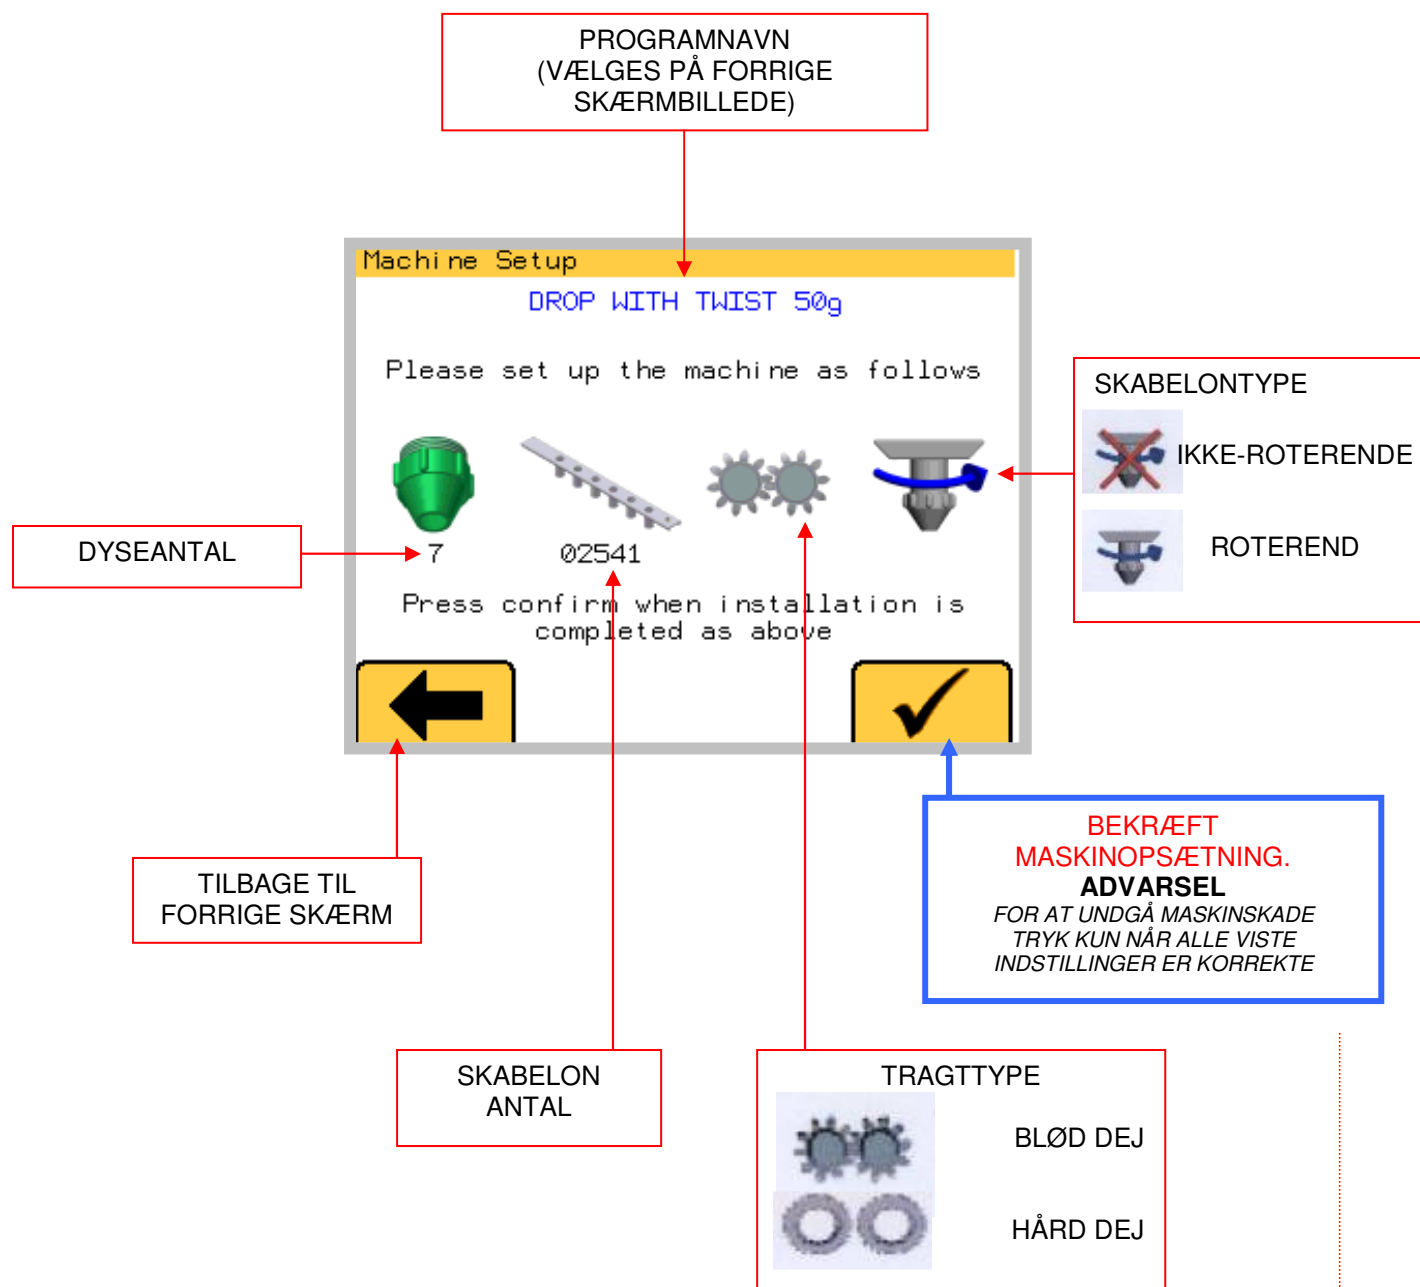 PROGRAMNAVN
(VÆLGES PÅ FORRIGE
SKÆRMBILLEDE)
Machine Setup
DROP WITH TWIST 50g
Please set up the machine as follows
SKABELONTYPE
IKKE-ROTERENDE
ROTEREND
DYSEANTAL
7
02541
Press confirm when installation is
completed as above
BEKRÆFT
MASKINOPSÆTNING.
ADVARSEL
FOR AT UNDGÅ MASKINSKADE
TRYK KUN NÅR ALLE VISTE
INDSTILLINGER ER KORREKTE
TILBAGE TIL
FORRIGE SKÆRM
SKABELON
ANTAL
TRAGTTYPE
BLØD DEJ
HÅRD DEJ